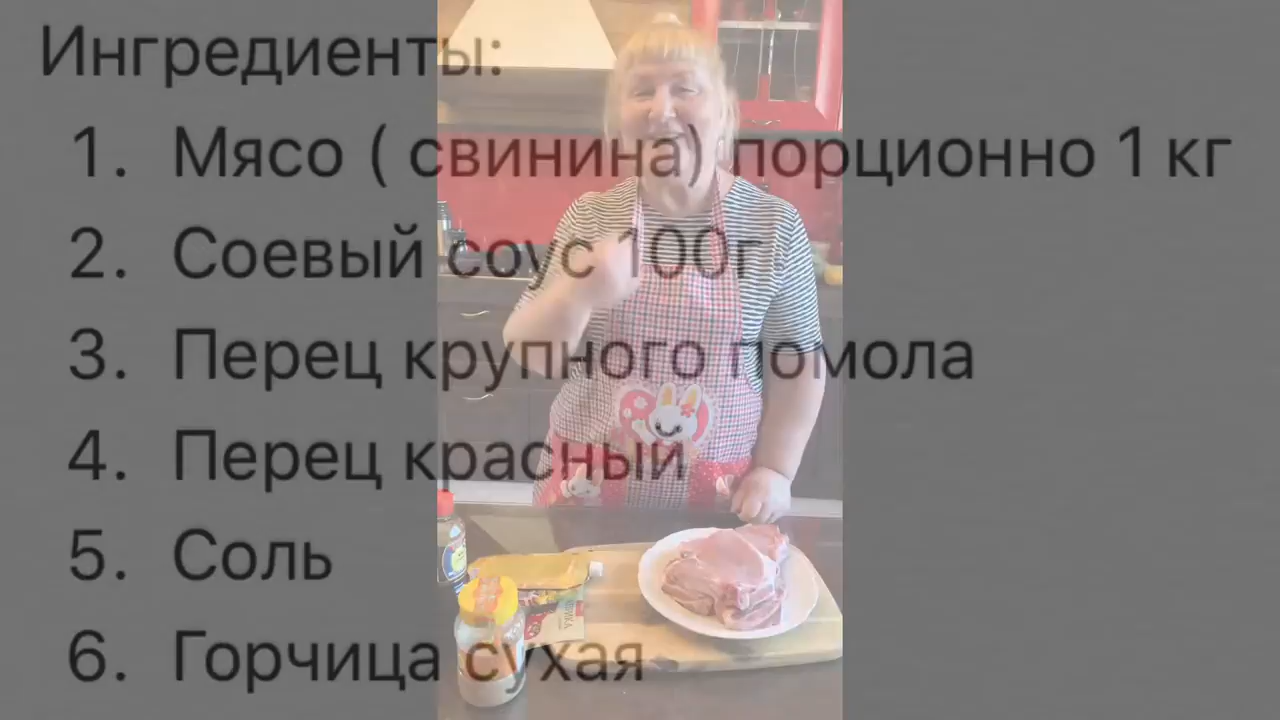 Ингредиенты:
1. Мясо ( свинина) порционно 1 кг
2. Соевый соус 100г
3. Перец крупного помола
4. Перец красный
5. Соль
6. Горчица сухая